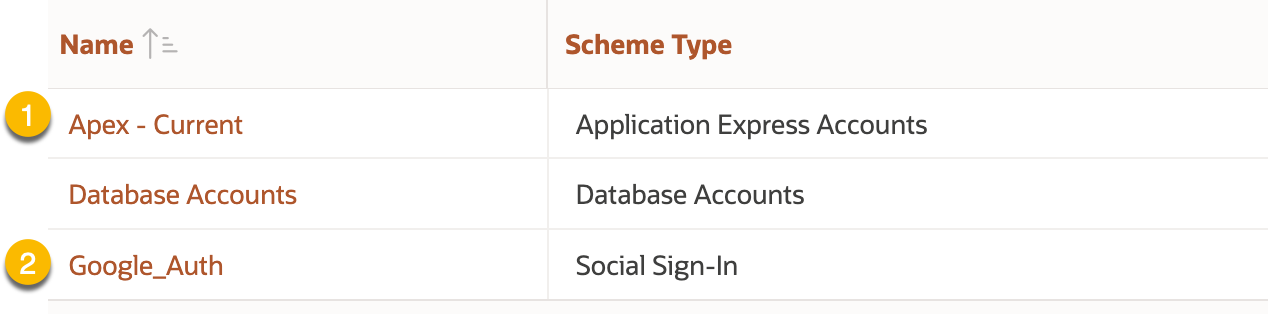 Name Scheme Type
1 Apex - Current Application Express Accounts
Database Accounts Database Accounts
2 Google_Auth Social Sign-In